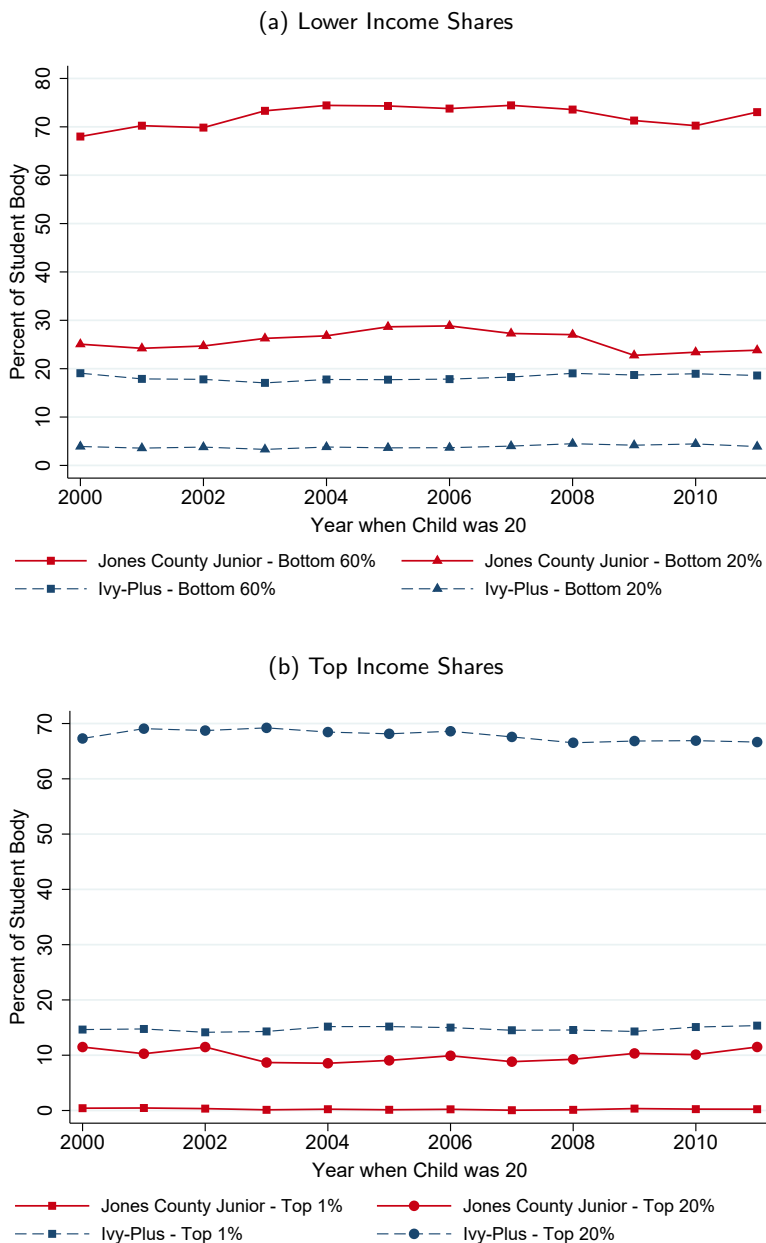 (a) Lower Income Shares
80
70
60
50
40
30
20
10
0
Percent of Student Body
2000 2002 2004 2006 2008 2010
Year when Child was 20
Jones County Junior - Bottom 60% Jones County Junior - Bottom 20%
Ivy-Plus - Bottom 60% Ivy-Plus - Bottom 20%
(b) Top Income Shares
70
60
50
40
30
20
10
0
Percent of Student Body
2000 2002 2004 2006 2008 2010
Year when Child was 20
Jones County Junior - Top 1% Jones County Junior - Top 20%
Ivy-Plus - Top 1% Ivy-Plus - Top 20%